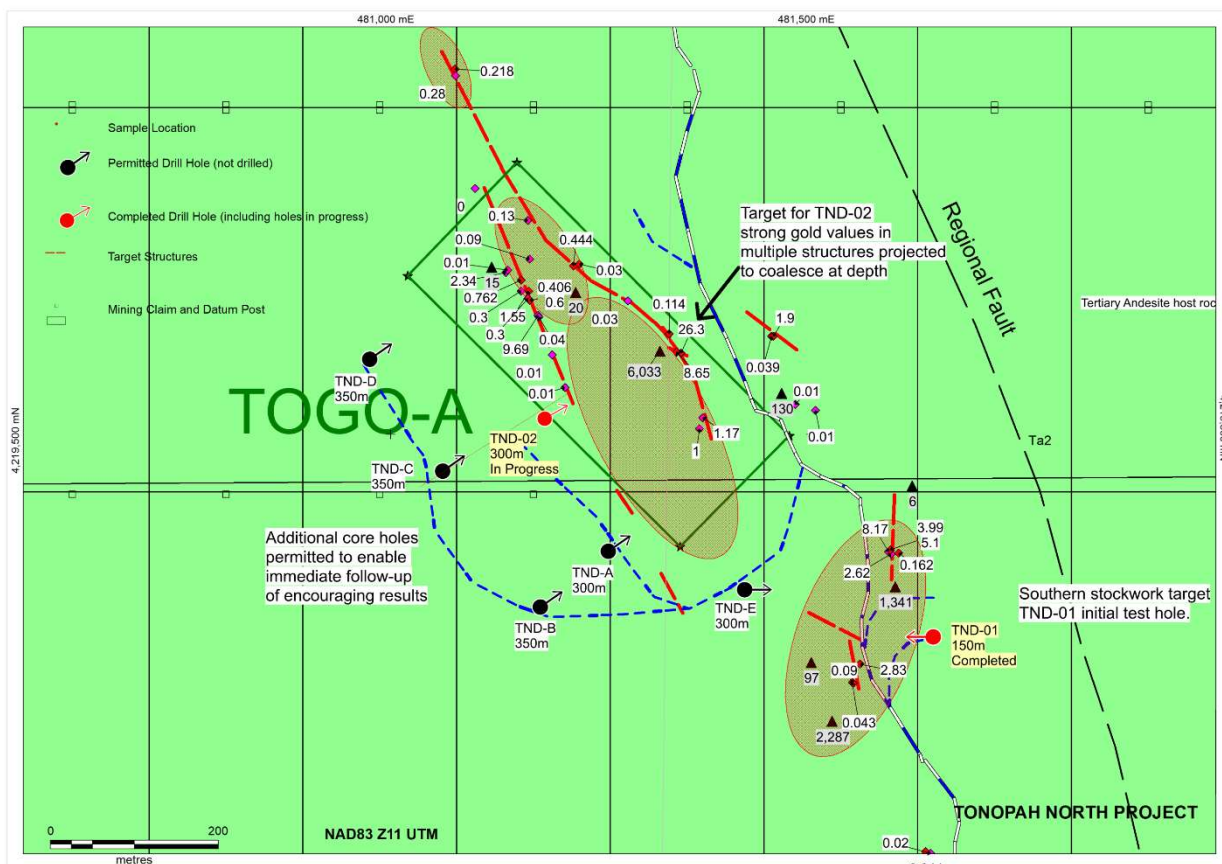 481,000 mE
481,500 mE
0.218
0.28
Sample Location
Permitted Drill Hole (not drilled)
Completed Drill Hole (including holes in progress)
Target Structures
Mining Claim and Datum Post
0
0.13
0.09
0.444
0.01
0.03
2.34
15
0.762
0.406
20
0.3
1.55
0.6
0.03
0.114
0.3
9.69
0.04
26.3
6,033
8.65
0.01
0.01
Target for TND-02
strong gold values in
multiple structures projected
to coalesce at depth
Regional Fault
Tertiary Andesite host roc
1.9
0.039
130
0.01
0.01
1.17
1
Ta2
4,219,500 mN
TOGO-A
TND-D
350m
TND-02
300m
In Progress
TND-C
350m
6
Additional core holes
permitted to enable
immediate follow-up
of encouraging results
TND-A
300m
TND-B
350m
TND-E
300m
8.17
3.99
5.1
2.62
0.162
1,341
Southern stockwork target
TND-01 initial test hole.
TND-01
150m
Completed
97
0.09
2.83
0.043
2,287
0
200
metres
NAD83 Z11 UTM
TONOPAH NORTH PROJECT
0.02